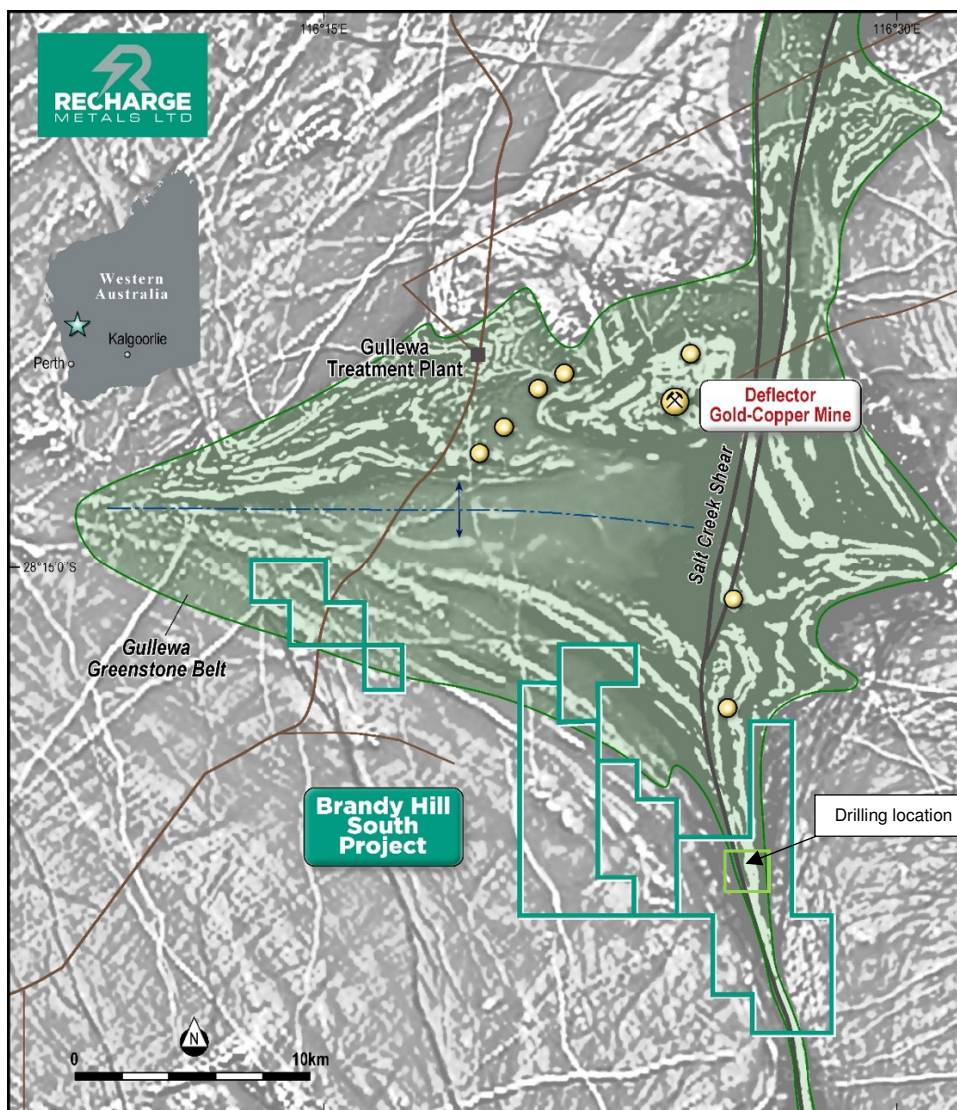 116°15'E
116°30'E
RECHARGE
METALS LTD
Western
Australia
Kalgoorlie
Perth
Gullewa
Treatment Plant
Deflector
Gold-Copper Mine
Salt Creek Shear
28°15'0"S
Gullewa
Greenstone Belt
Brandy Hill
South
Project
Drilling location
N
0
10km